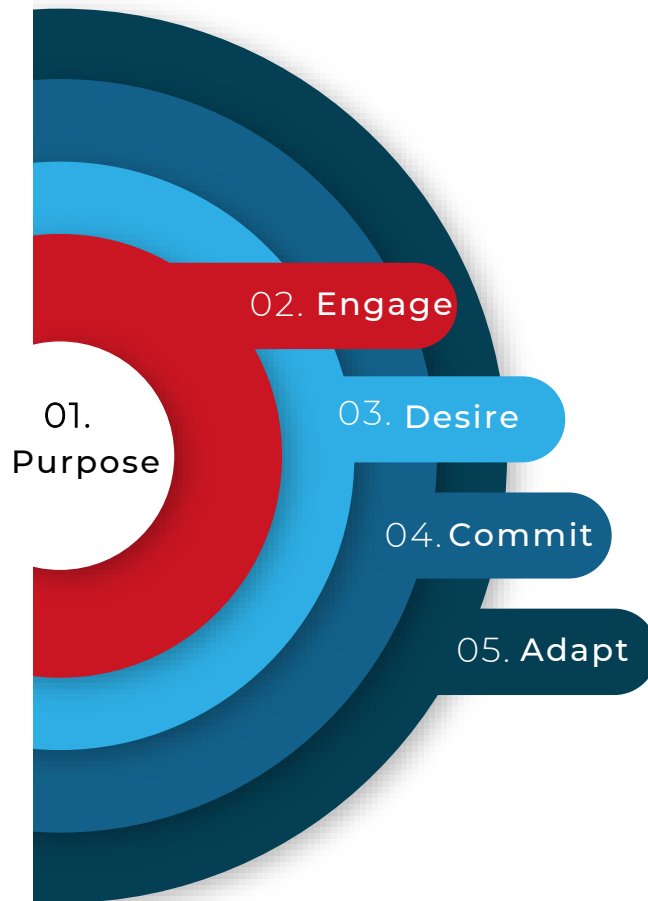 01.
Purpose
02. Engage
03. Desire
04. Commit
05. Adapt